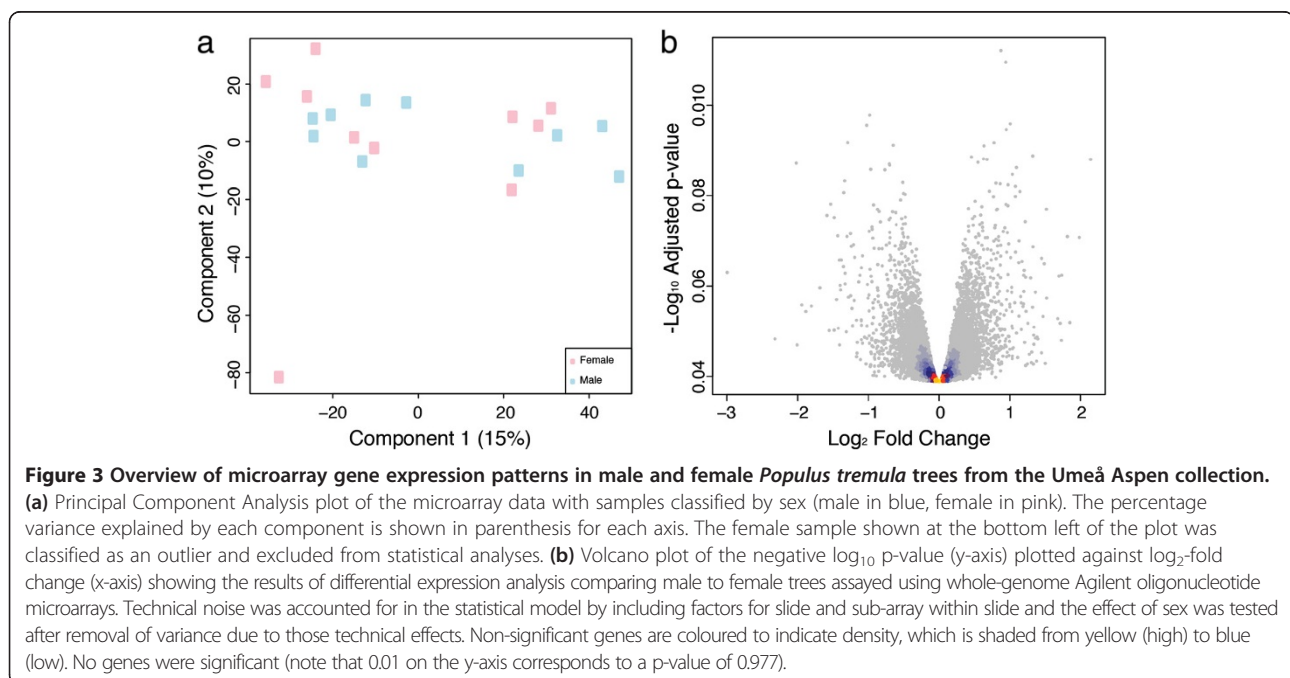 a
b
20
0
−20
−40
−60
−80
Component 2 (10%)
−20
0
20
40
Component 1 (15%)
Female
Male
0.010
0.08
0.06
0.04
-Log₁₀ Adjusted p-value
−3
−2
−1
0
1
2
Log₂ Fold Change
Figure 3 Overview of microarray gene expression patterns in male and female Populus tremula trees from the Umeå Aspen collection.
(a) Principal Component Analysis plot of the microarray data with samples classified by sex (male in blue, female in pink). The percentage
variance explained by each component is shown in parenthesis for each axis. The female sample shown at the bottom left of the plot was
classified as an outlier and excluded from statistical analyses. (b) Volcano plot of the negative log₁₀ p-value (y-axis) plotted against log₂-fold
change (x-axis) showing the results of differential expression analysis comparing male to female trees assayed using whole-genome Agilent oligonucleotide
microarrays. Technical noise was accounted for in the statistical model by including factors for slide and sub-array within slide and the effect of sex was tested
after removal of variance due to those technical effects. Non-significant genes are coloured to indicate density, which is shaded from yellow (high) to blue
(low). No genes were significant (note that 0.01 on the y-axis corresponds to a p-value of 0.977).